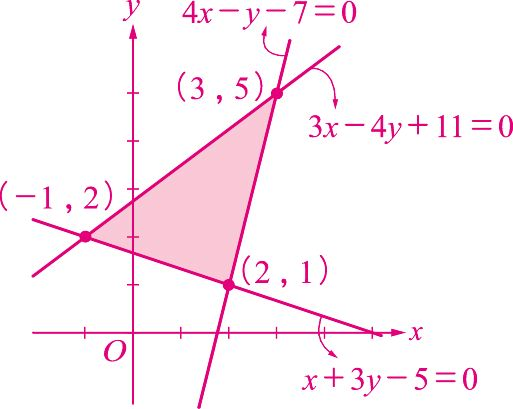 y
4x−y−7=0
(3 , 5)
3x−4y+11=0
(−1 , 2)
(2 , 1)
O
x
x+3y−5=0